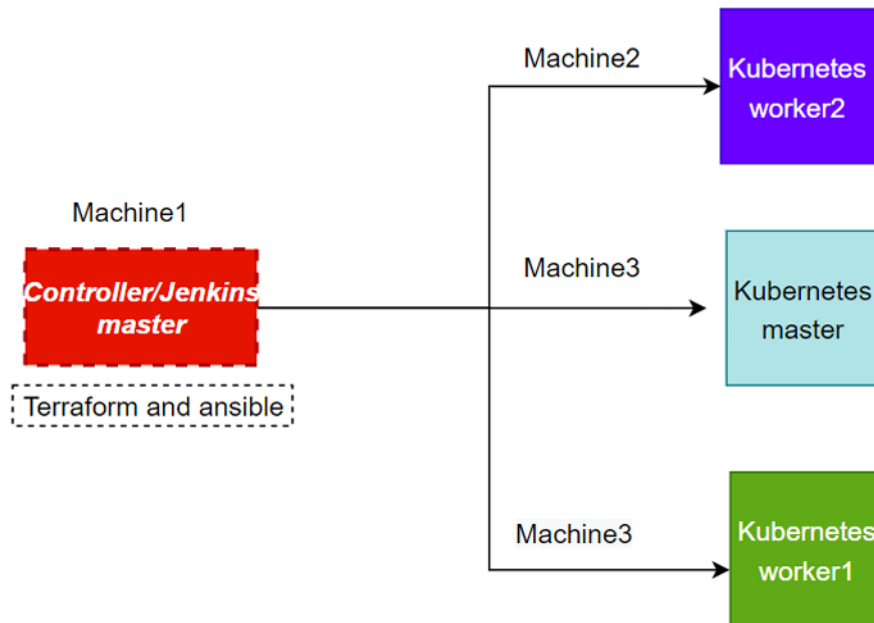 Machine2
Kubernetes
worker2
Machine1
Controller/Jenkins
master
Terraform and ansible
Machine3
Kubernetes
master
Machine3
Kubernetes
worker1